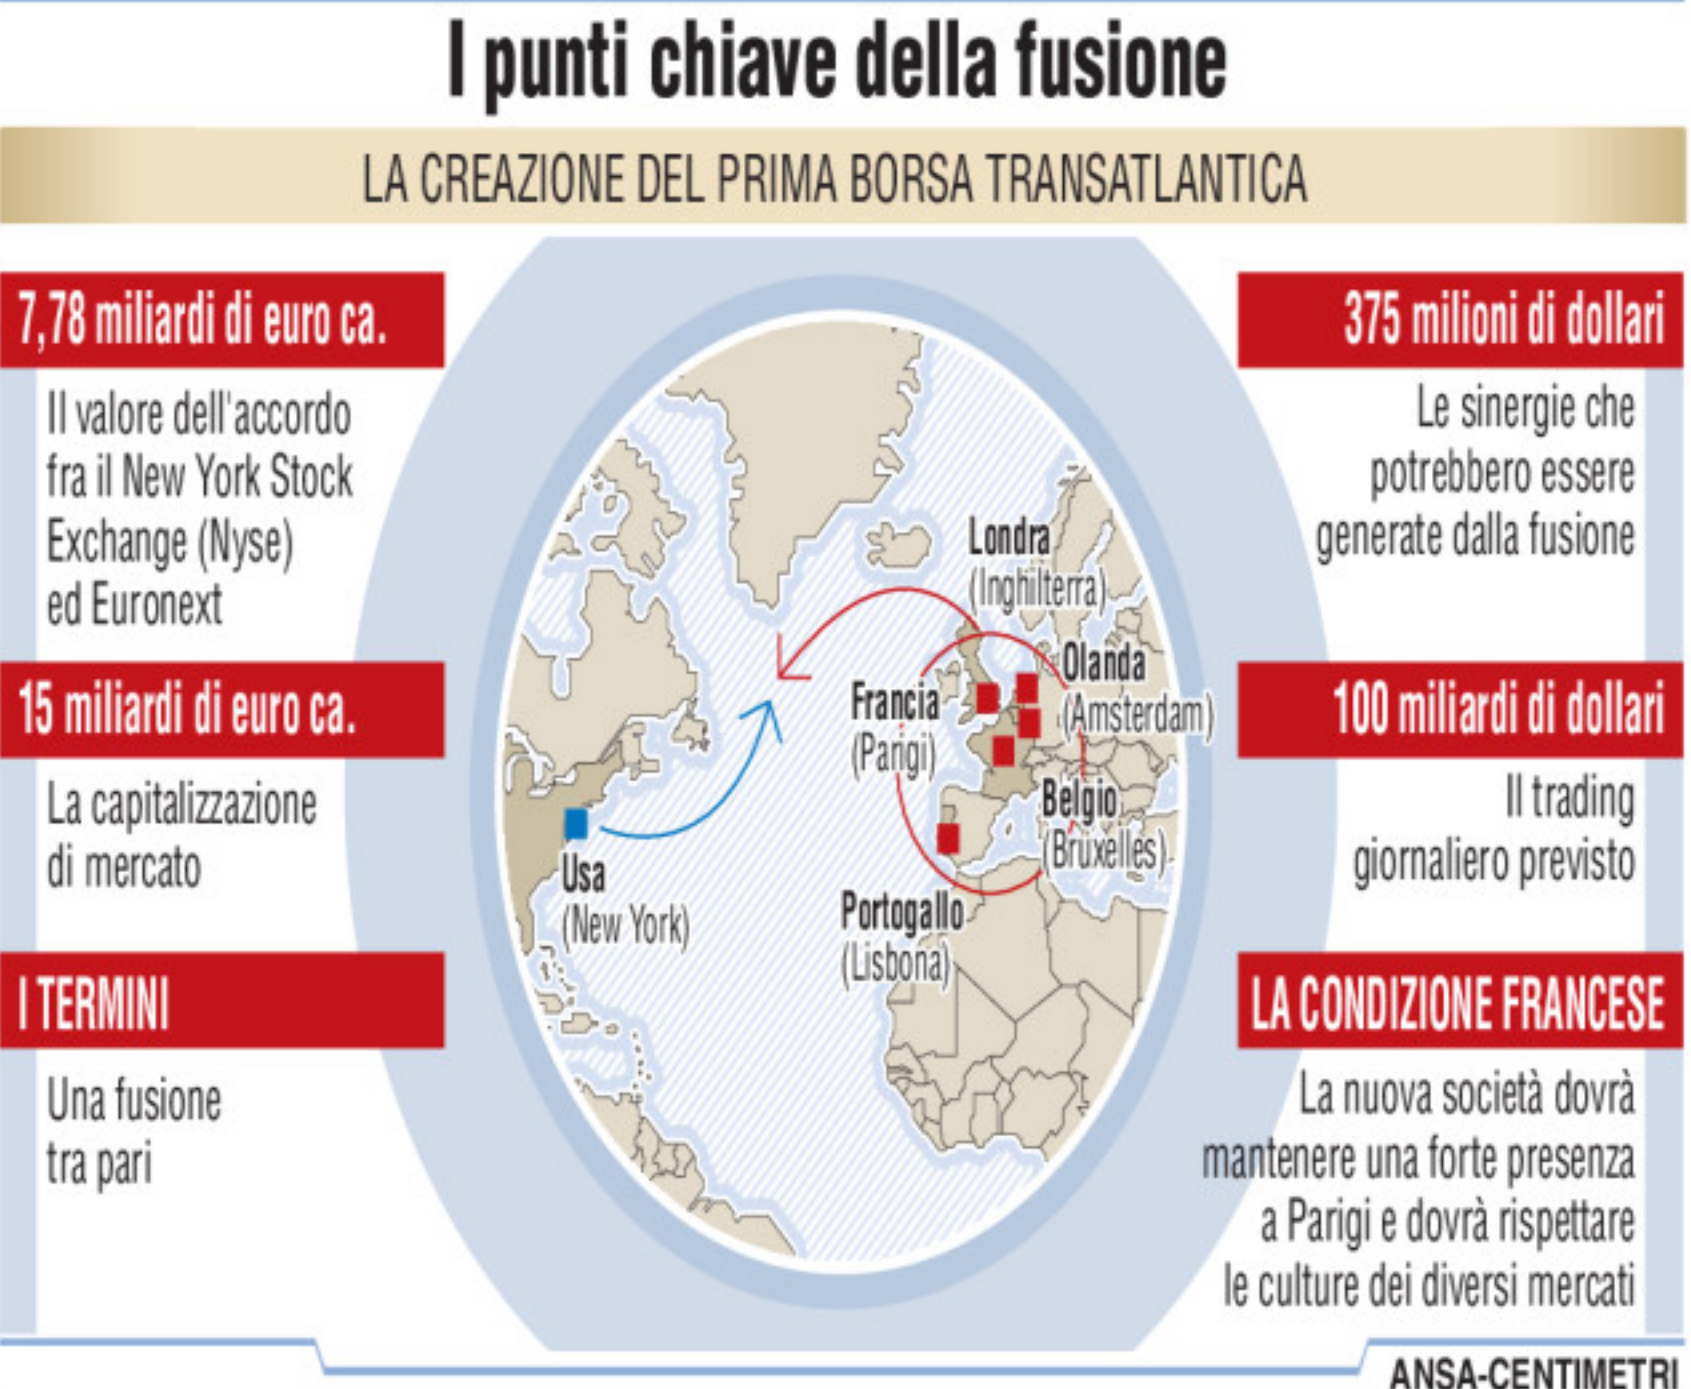 I punti chiave della fusione
LA CREAZIONE DEL PRIMA BORSA TRANSATLANTICA
7,78 miliardi di euro ca.
Il valore dell'accordo
fra il New York Stock
Exchange (Nyse)
ed Euronext
15 miliardi di euro ca.
La capitalizzazione
di mercato
I TERMINI
Una fusione
tra pari
Londra
(Inghilterra)
Olanda
(Amsterdam)
Francia
(Parigi)
Belgio
(Bruxelles)
Usa
(New York)
Portogallo
(Lisbona)
375 milioni di dollari
Le sinergie che
potrebbero essere
generate dalla fusione
100 miliardi di dollari
Il trading
giornaliero previsto
LA CONDIZIONE FRANCESE
La nuova società dovrà
mantenere una forte presenza
a Parigi e dovrà rispettare
le culture dei diversi mercati
ANSA-CENTIMETRI